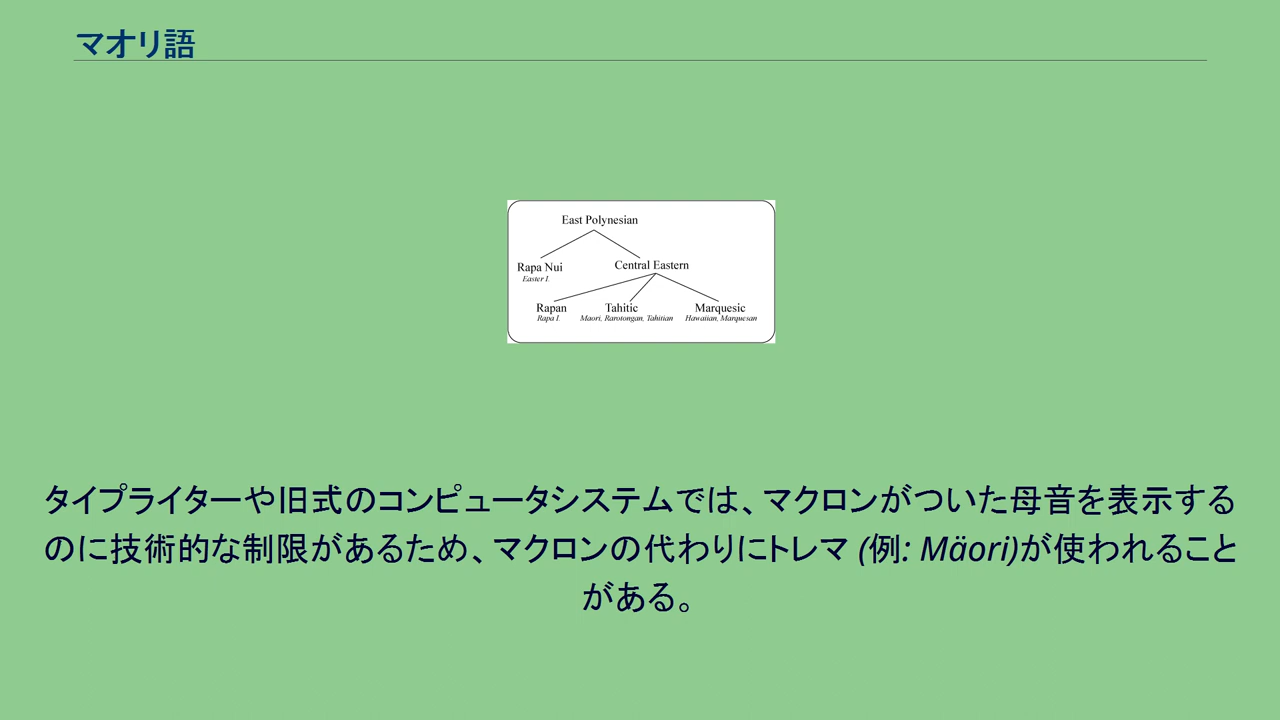 マオリ語
East Polynesian
Rapa Nui
Easter I.
Central Eastern
Rapan
Rapa I.
Tahitic
Maori, Rarotongan, Tahitian
Marquesic
Hawaiian, Marquesan
タイプライターや旧式のコンピュータシステムでは、マクロンがついた母音を表示する
のに技術的な制限があるため、マクロンの代わりにトレマ (例: Mäori)が使われること
がある。